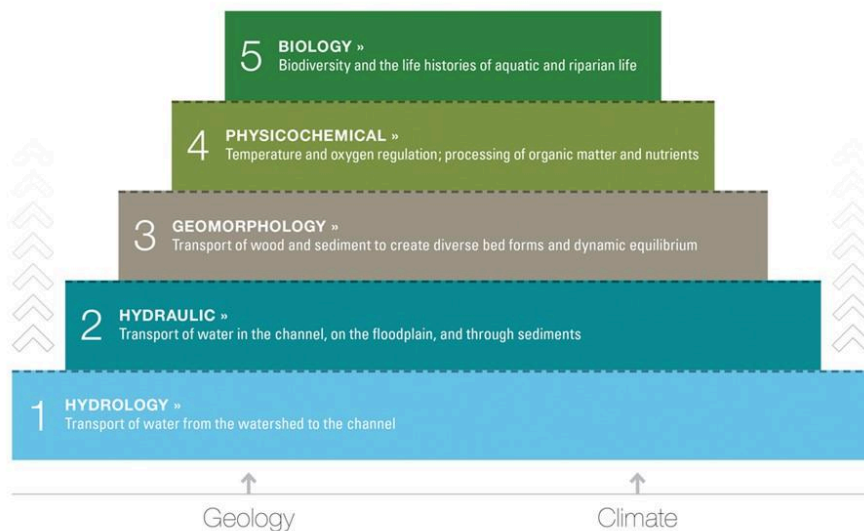 5 BIOLOGY »
Biodiversity and the life histories of aquatic and riparian life
4 PHYSICOCHEMICAL »
Temperature and oxygen regulation; processing of organic matter and nutrients
3 GEOMORPHOLOGY »
Transport of wood and sediment to create diverse bed forms and dynamic equilibrium
2 HYDRAULIC »
Transport of water in the channel, on the floodplain, and through sediments
1 HYDROLOGY »
Transport of water from the watershed to the channel
Geology Climate